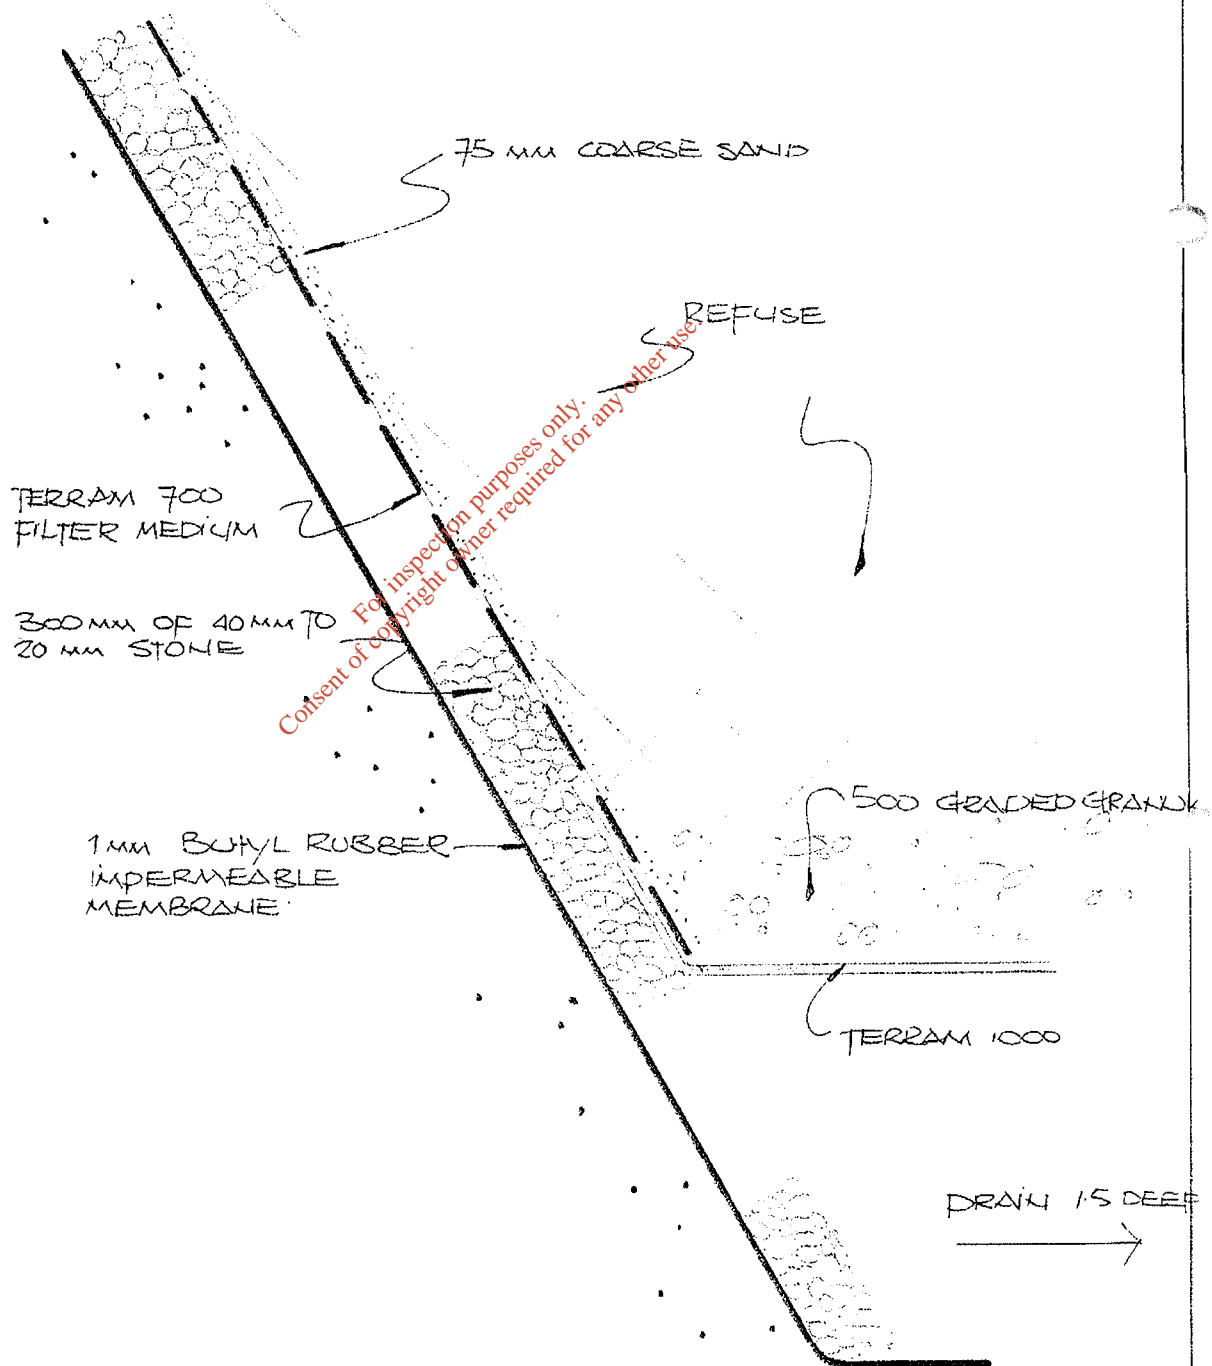 75 MM COARSE SAND
REFUSE
TERRAM 700
FILTER MEDIUM
300 MM OF 40 MM TO
20 MM STONE
For inspection purposes only.
Consent of copyright owner required for any other use.
1 MM BUTYL RUBBER
IMPERMEABLE
MEMBRANE
500 GRADED
TERRAM 1000
DRAIN 1.5 DEEP